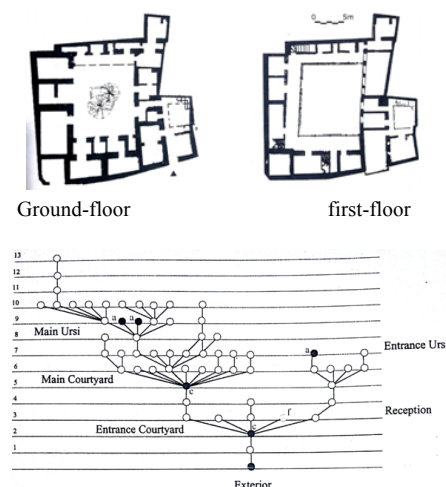 0 5m
Ground-floor first-floor
13
12
11
10
9 a a
Main Ursi
8
7 a Entrance Urs
6
Main Courtyard
5 c
4
3 f Reception
Entrance Courtyard c
2
1
Exterior